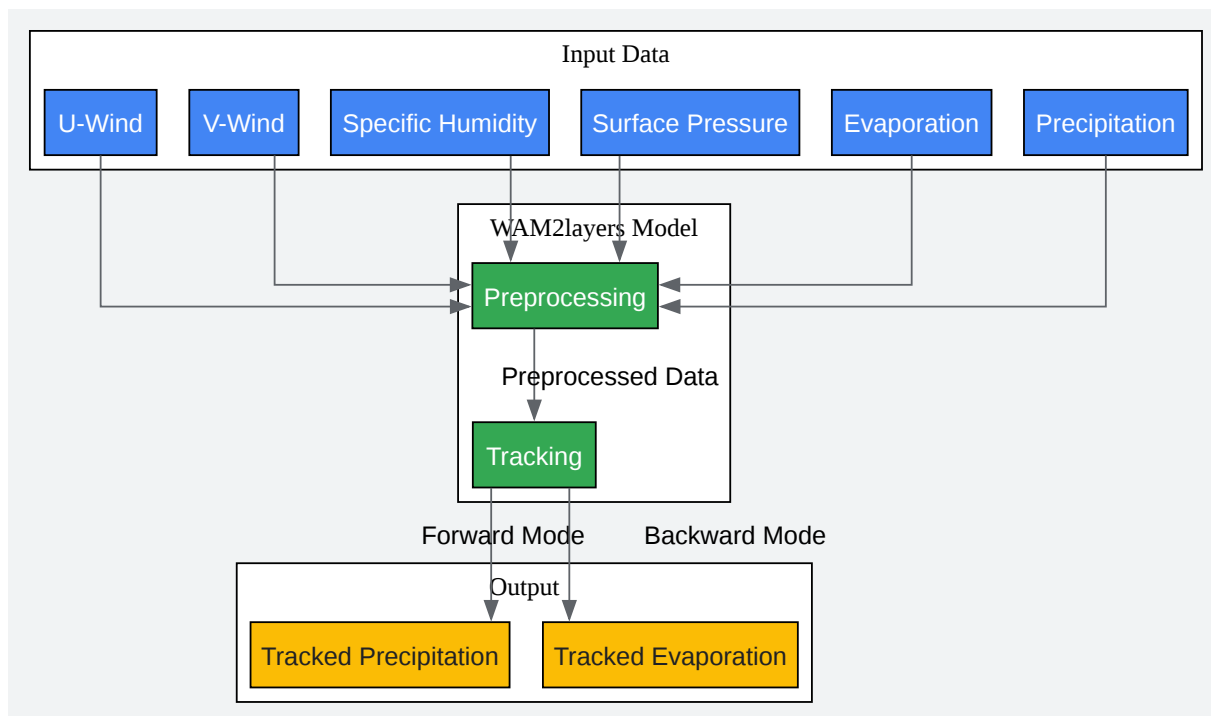 Input Data
U-Wind
V-Wind
Specific Humidity
Surface Pressure
Evaporation
Precipitation
WAM2layers Model
Preprocessing
Preprocessed Data
Tracking
Forward Mode
Backward Mode
Output
Tracked Precipitation
Tracked Evaporation